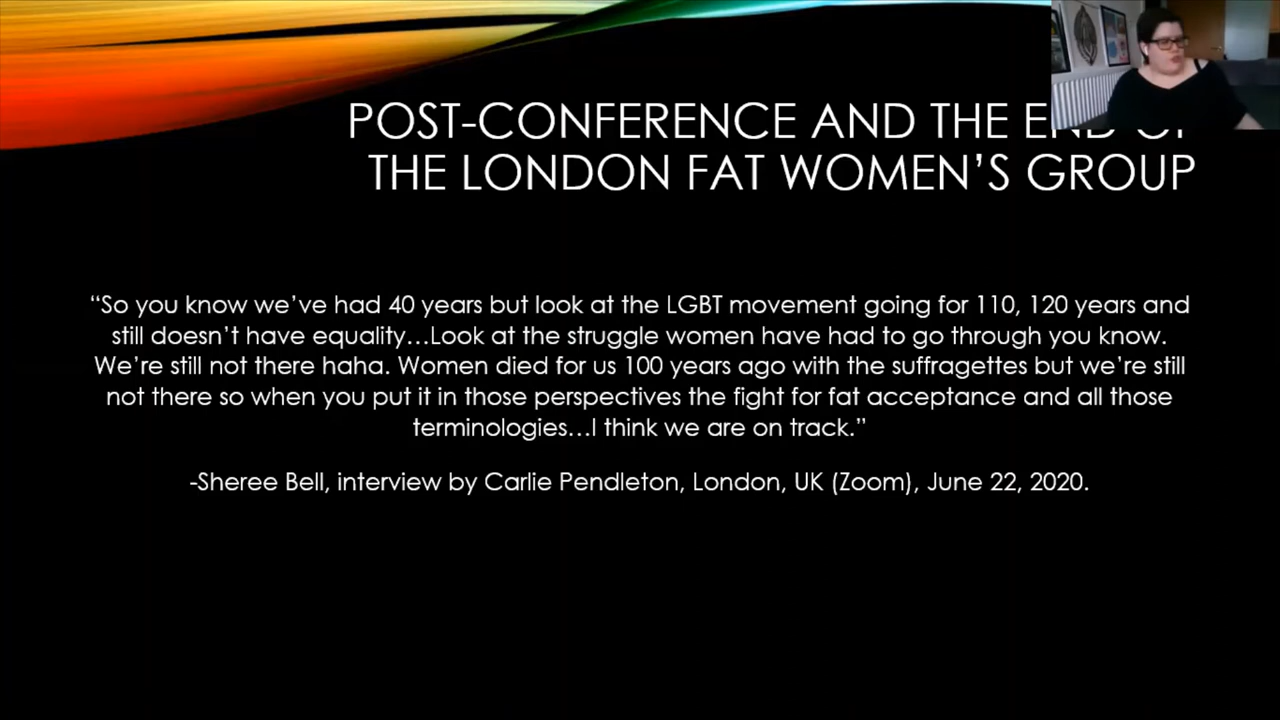 POST-CONFERENCE AND THE END OF
THE LONDON FAT WOMEN’S GROUP
“So you know we’ve had 40 years but look at the LGBT movement going for 110, 120 years and
still doesn’t have equality…Look at the struggle women have had to go through you know.
We’re still not there haha. Women died for us 100 years ago with the suffragettes but we’re still
not there so when you put it in those perspectives the fight for fat acceptance and all those
terminologies…I think we are on track.”
-Sheree Bell, interview by Carlie Pendleton, London, UK (Zoom), June 22, 2020.